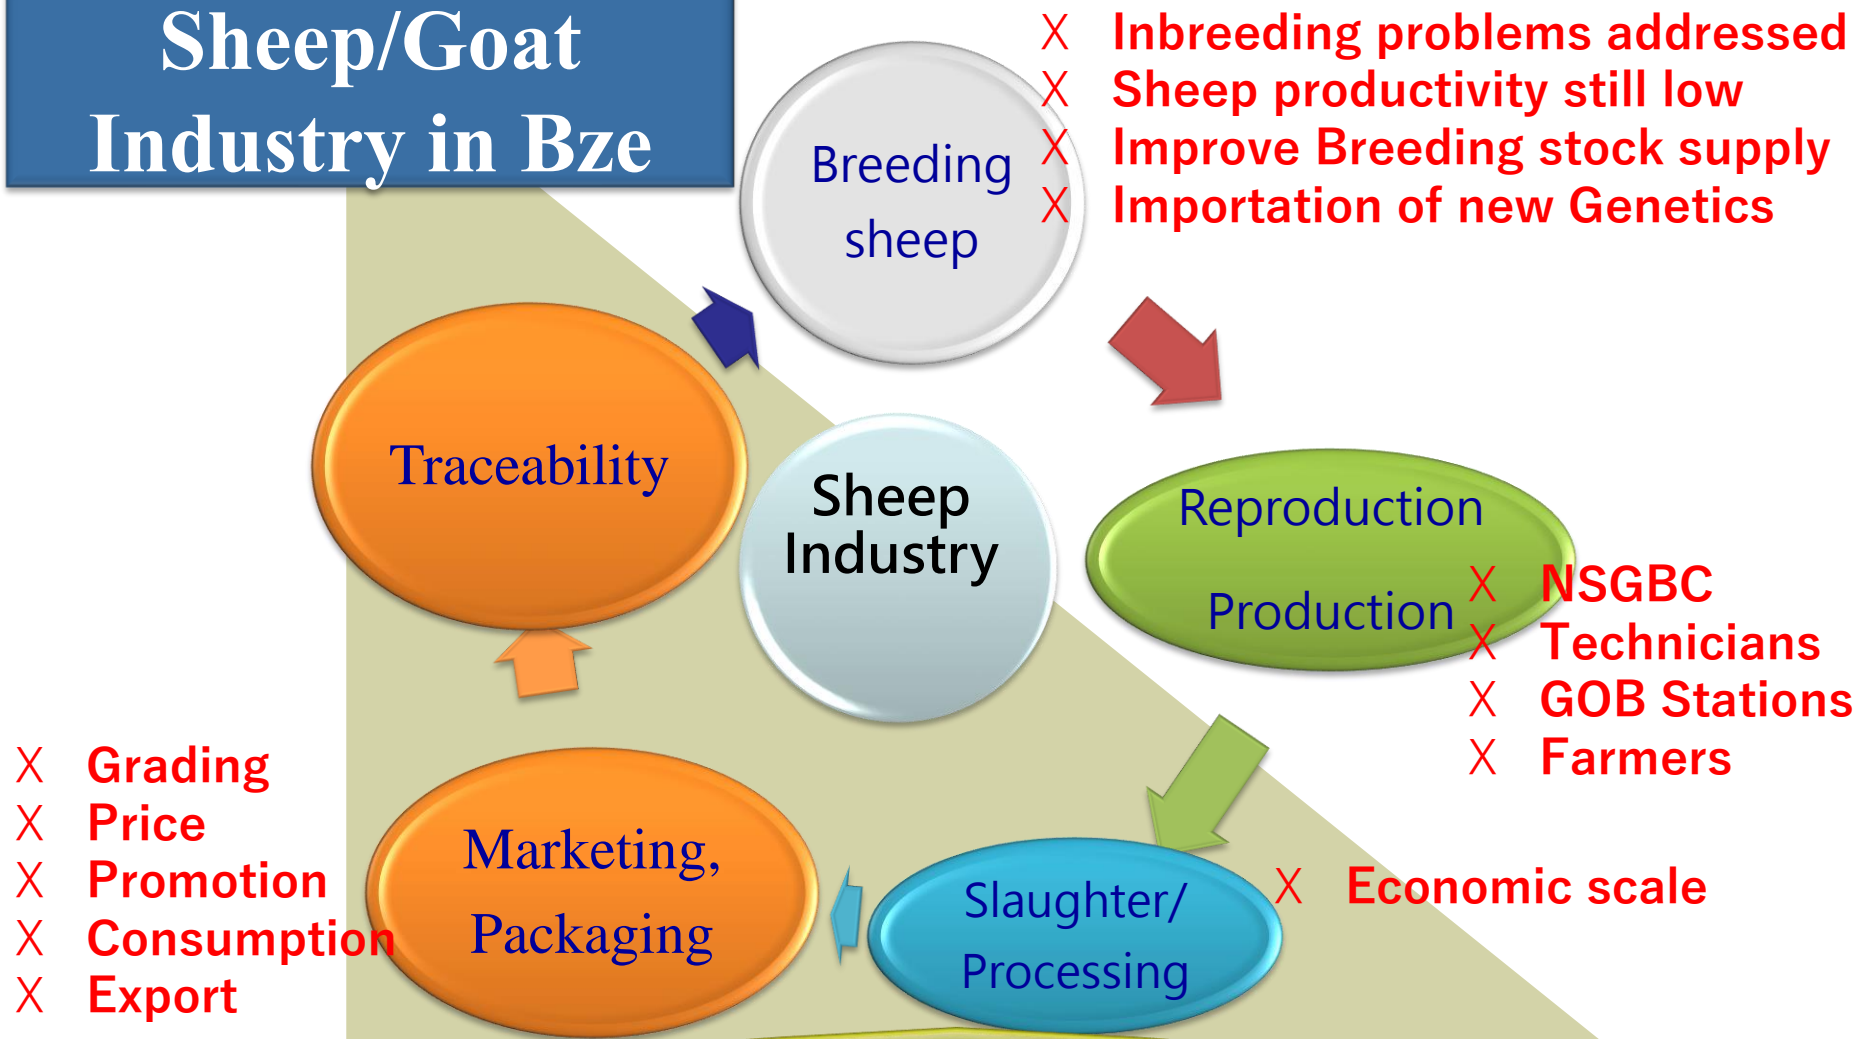 Sheep/Goat
Industry in Bze
X Inbreeding problems addressed
X Sheep productivity still low
X Improve Breeding stock supply
X Importation of new Genetics
Breeding
sheep
Traceability
Sheep
Industry
Reproduction
Production
X NSGBC
X Technicians
X GOB Stations
X Farmers
X Grading
X Price
X Promotion
X Consumption
X Export
Marketing,
Packaging
Slaughter/
Processing
X Economic scale